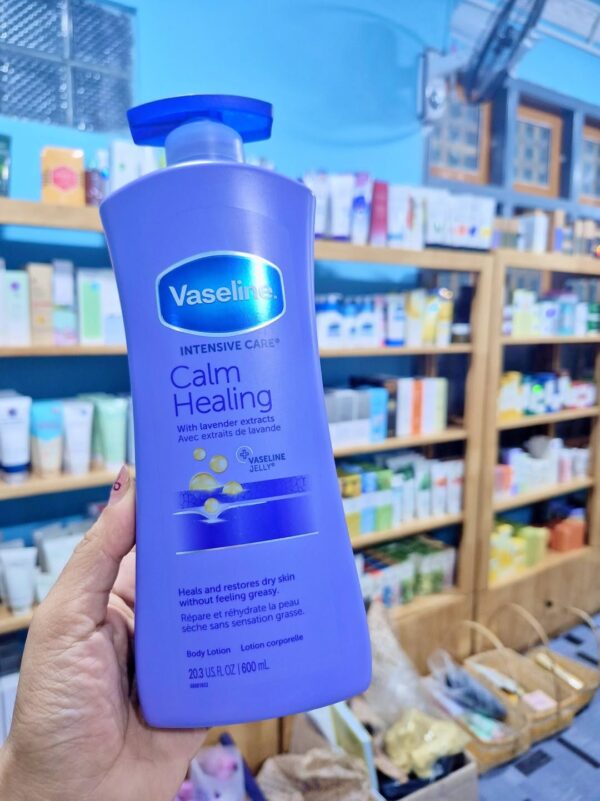 Vaseline
INTENSIVE CARE®
Calm
Healing
With lavender extracts
Avec extraits de lavande
VASELINE
JELLY®
Heals and restores dry skin
without feeling greasy.
Répare et réhydrate la peau
sèche sans sensation grasse.
Body Lotion Lotion corporelle
20.3 US.FL.OZ | 600 mL